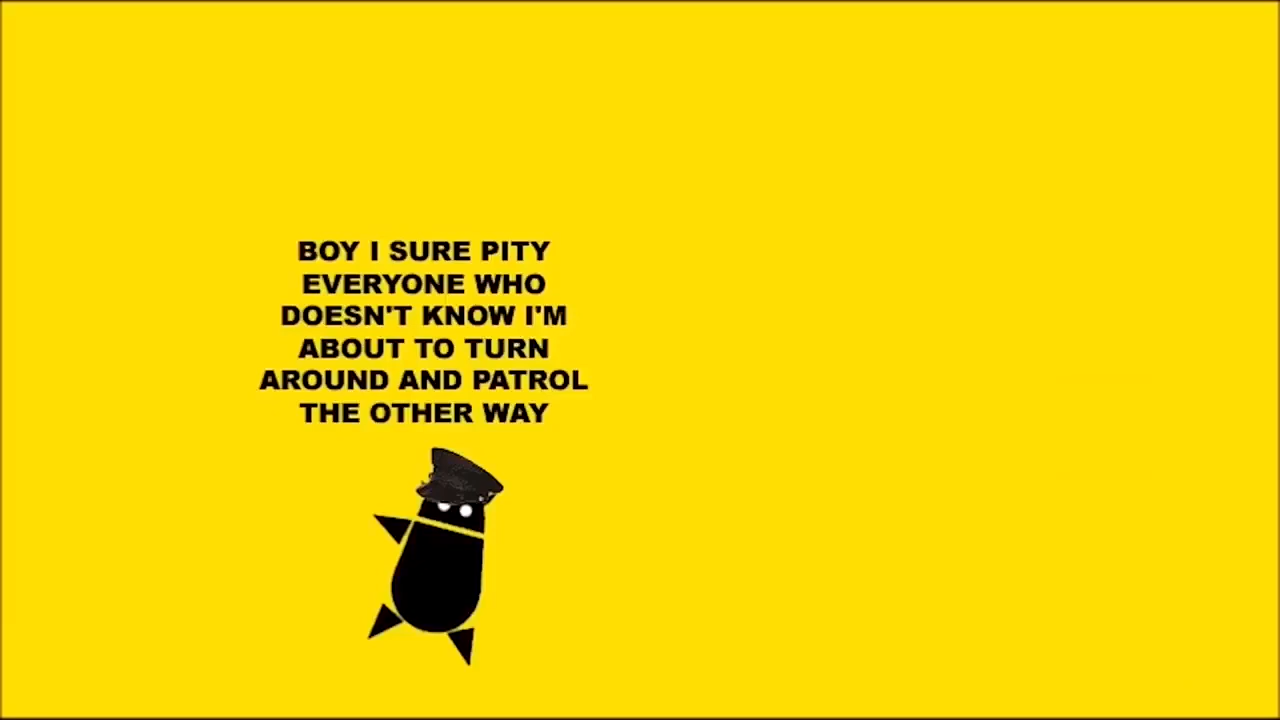 BOY I SURE PITY
EVERYONE WHO
DOESN'T KNOW I'M
ABOUT TO TURN
AROUND AND PATROL
THE OTHER WAY